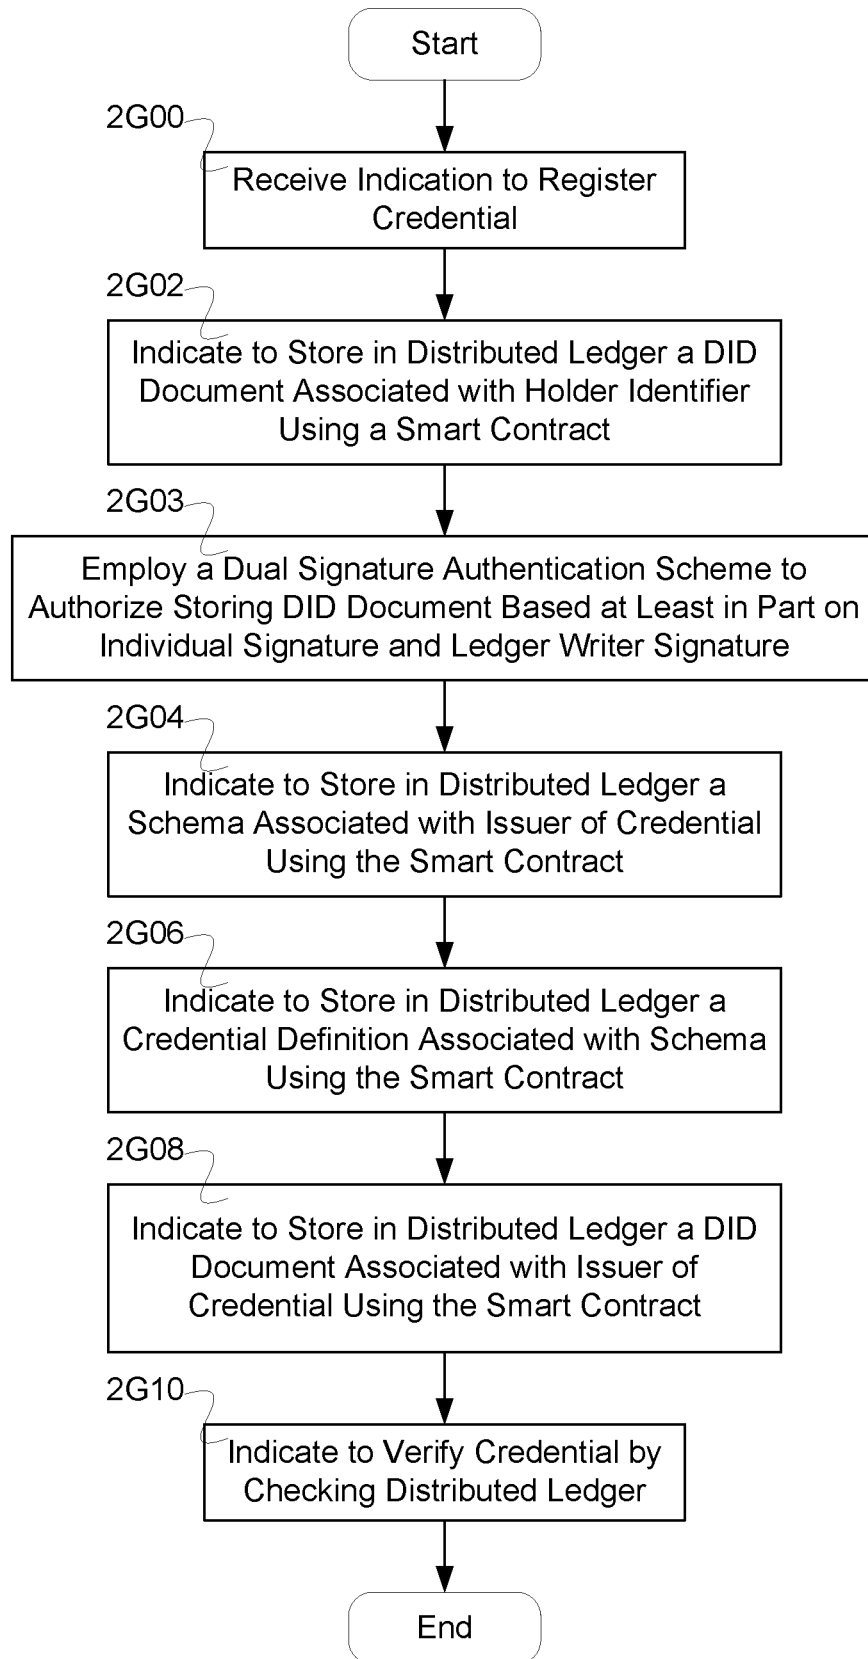 Start
2G00
Receive Indication to Register
Credential
2G02
Indicate to Store in Distributed Ledger a DID
Document Associated with Holder Identifier
Using a Smart Contract
2G03
Employ a Dual Signature Authentication Scheme to
Authorize Storing DID Document Based at Least in Part on
Individual Signature and Ledger Writer Signature
2G04
Indicate to Store in Distributed Ledger a
Schema Associated with Issuer of Credential
Using the Smart Contract
2G06
Indicate to Store in Distributed Ledger a
Credential Definition Associated with Schema
Using the Smart Contract
2G08
Indicate to Store in Distributed Ledger a DID
Document Associated with Issuer of
Credential Using the Smart Contract
2G10
Indicate to Verify Credential by
Checking Distributed Ledger
End